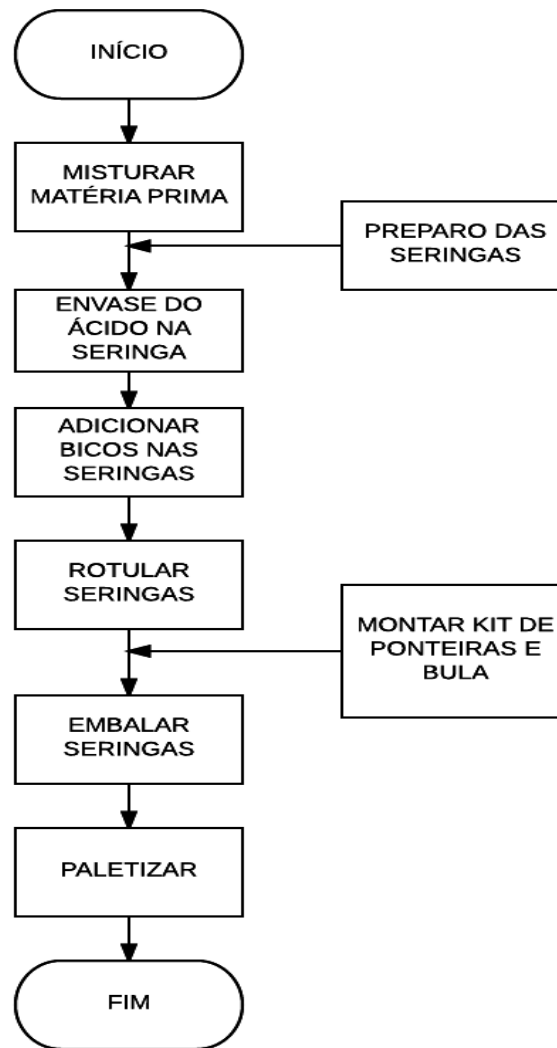 INÍCIO
MISTURAR
MATÉRIA PRIMA
PREPARO DAS
SERINGAS
ENVASE DO
ÁCIDO NA
SERINGA
ADICIONAR
BICOS NAS
SERINGAS
ROTULAR
SERINGAS
MONTAR KIT DE
PONTEIRAS E
BULA
EMBALAR
SERINGAS
PALETIZAR
FIM